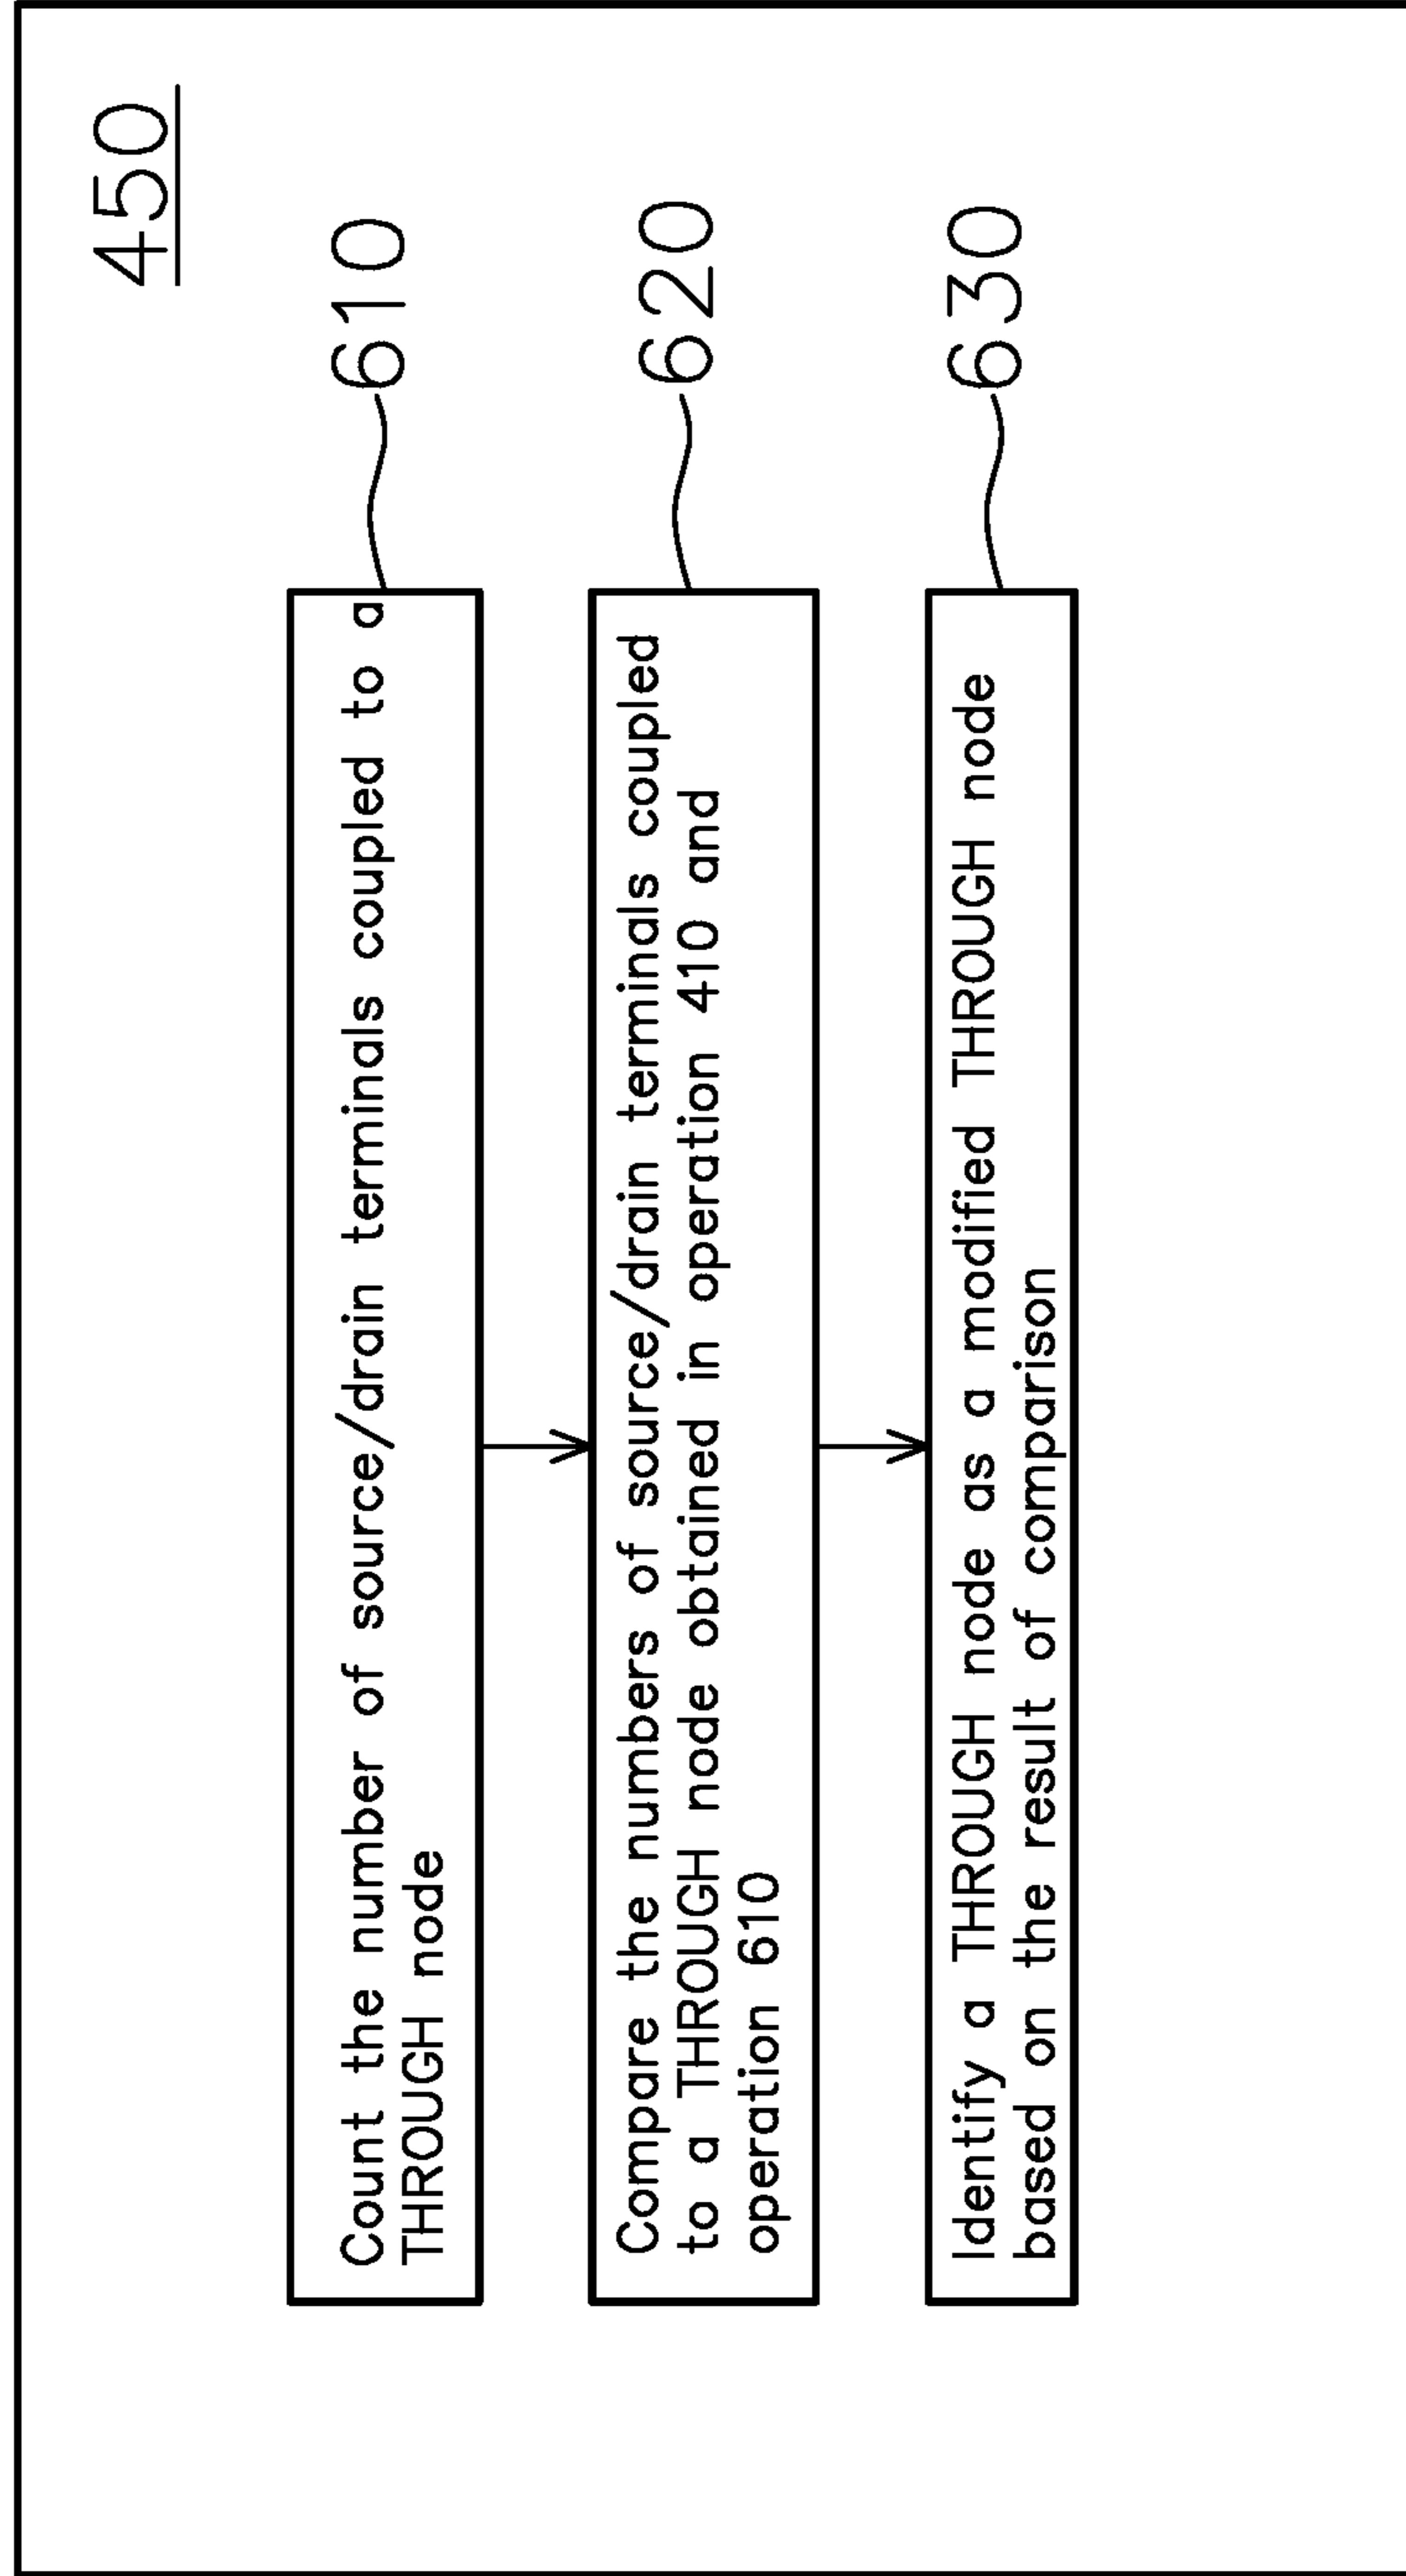 450
Count the number of source/drain terminals coupled to a
THROUGH node
610
Compare the numbers of source/drain terminals coupled
to a THROUGH node obtained in operation 410 and
operation 610
620
Identify a THROUGH node as a modified THROUGH node
based on the result of comparison
630